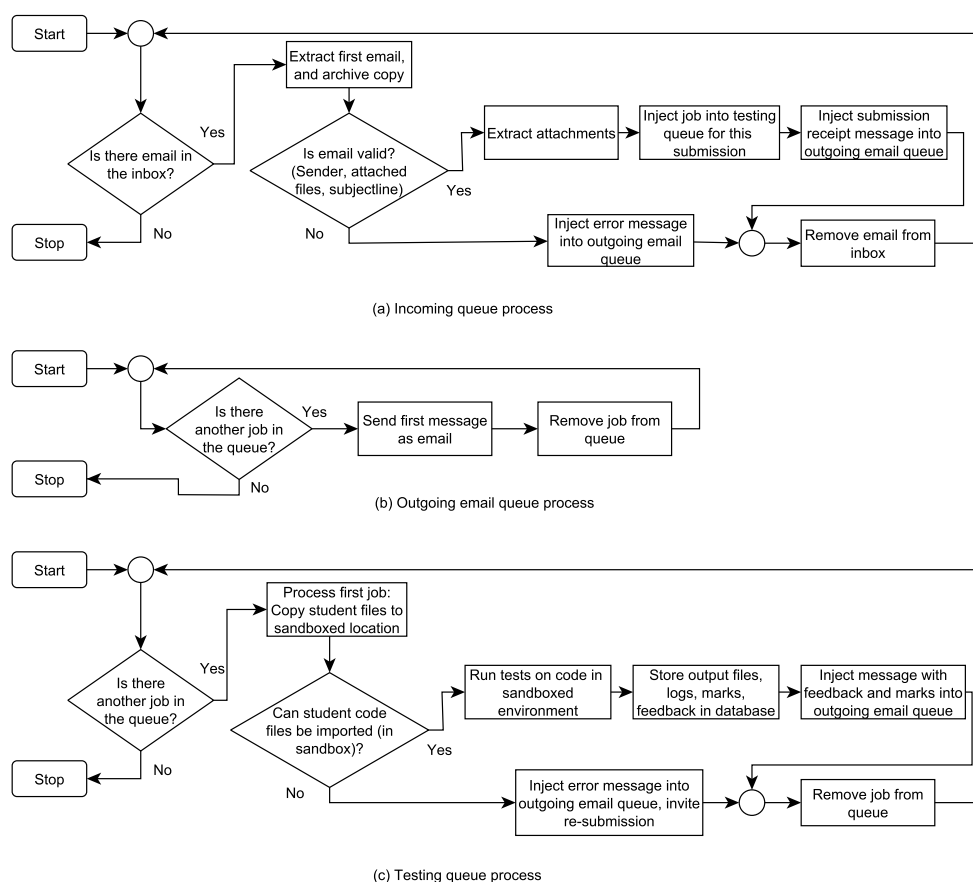 Start
Extract first email,
and archive copy
Is there email in
the inbox?
Yes
No
Stop
Is email valid?
(Sender, attached
files, subjectline)
Yes
No
Extract attachments
Inject job into testing
queue for this
submission
Inject submission
receipt message into
outgoing email queue
Inject error message
into outgoing email
queue
Remove email from
inbox
(a) Incoming queue process
Start
Is there
another job in
the queue?
Yes
No
Stop
Send first message
as email
Remove job from
queue
(b) Outgoing email queue process
Start
Process first job:
Copy student files to
sandboxed location
Is there
another job in
the queue?
Yes
No
Stop
Can student code
files be imported (in
sandbox)?
Yes
No
Run tests on code in
sandboxed
environment
Store output files,
logs, marks,
feedback in database
Inject message with
feedback and marks into
outgoing email queue
Inject error message into
outgoing email queue, invite
re-submission
Remove job from
queue
(c) Testing queue process